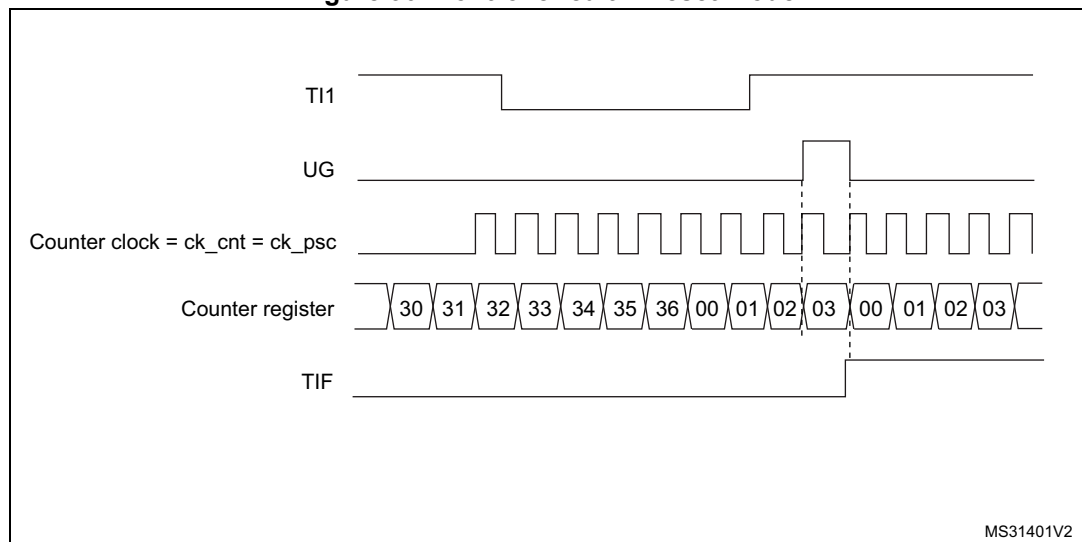 TI1
UG
Counter clock = ck_cnt = ck_psc
Counter register 30 31 32 33 34 35 36 00 01 02 03 00 01 02 03
TIF
MS31401V2